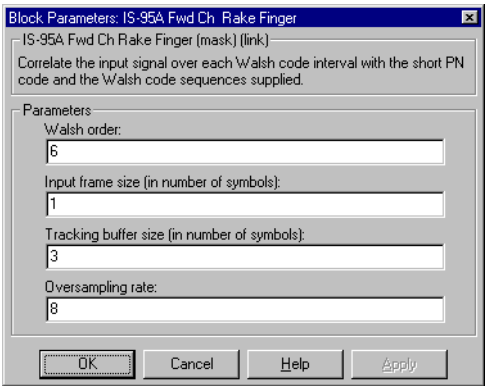 Block Parameters: IS-95A Fwd Ch Rake Finger
IS-95A Fwd Ch Rake Finger (mask) (link)
Correlate the input signal over each Walsh code interval with the short PN
code and the Walsh code sequences supplied.
Parameters
Walsh order:
6
Input frame size (in number of symbols):
1
Tracking buffer size (in number of symbols):
3
Oversampling rate:
8
OK Cancel Help Apply